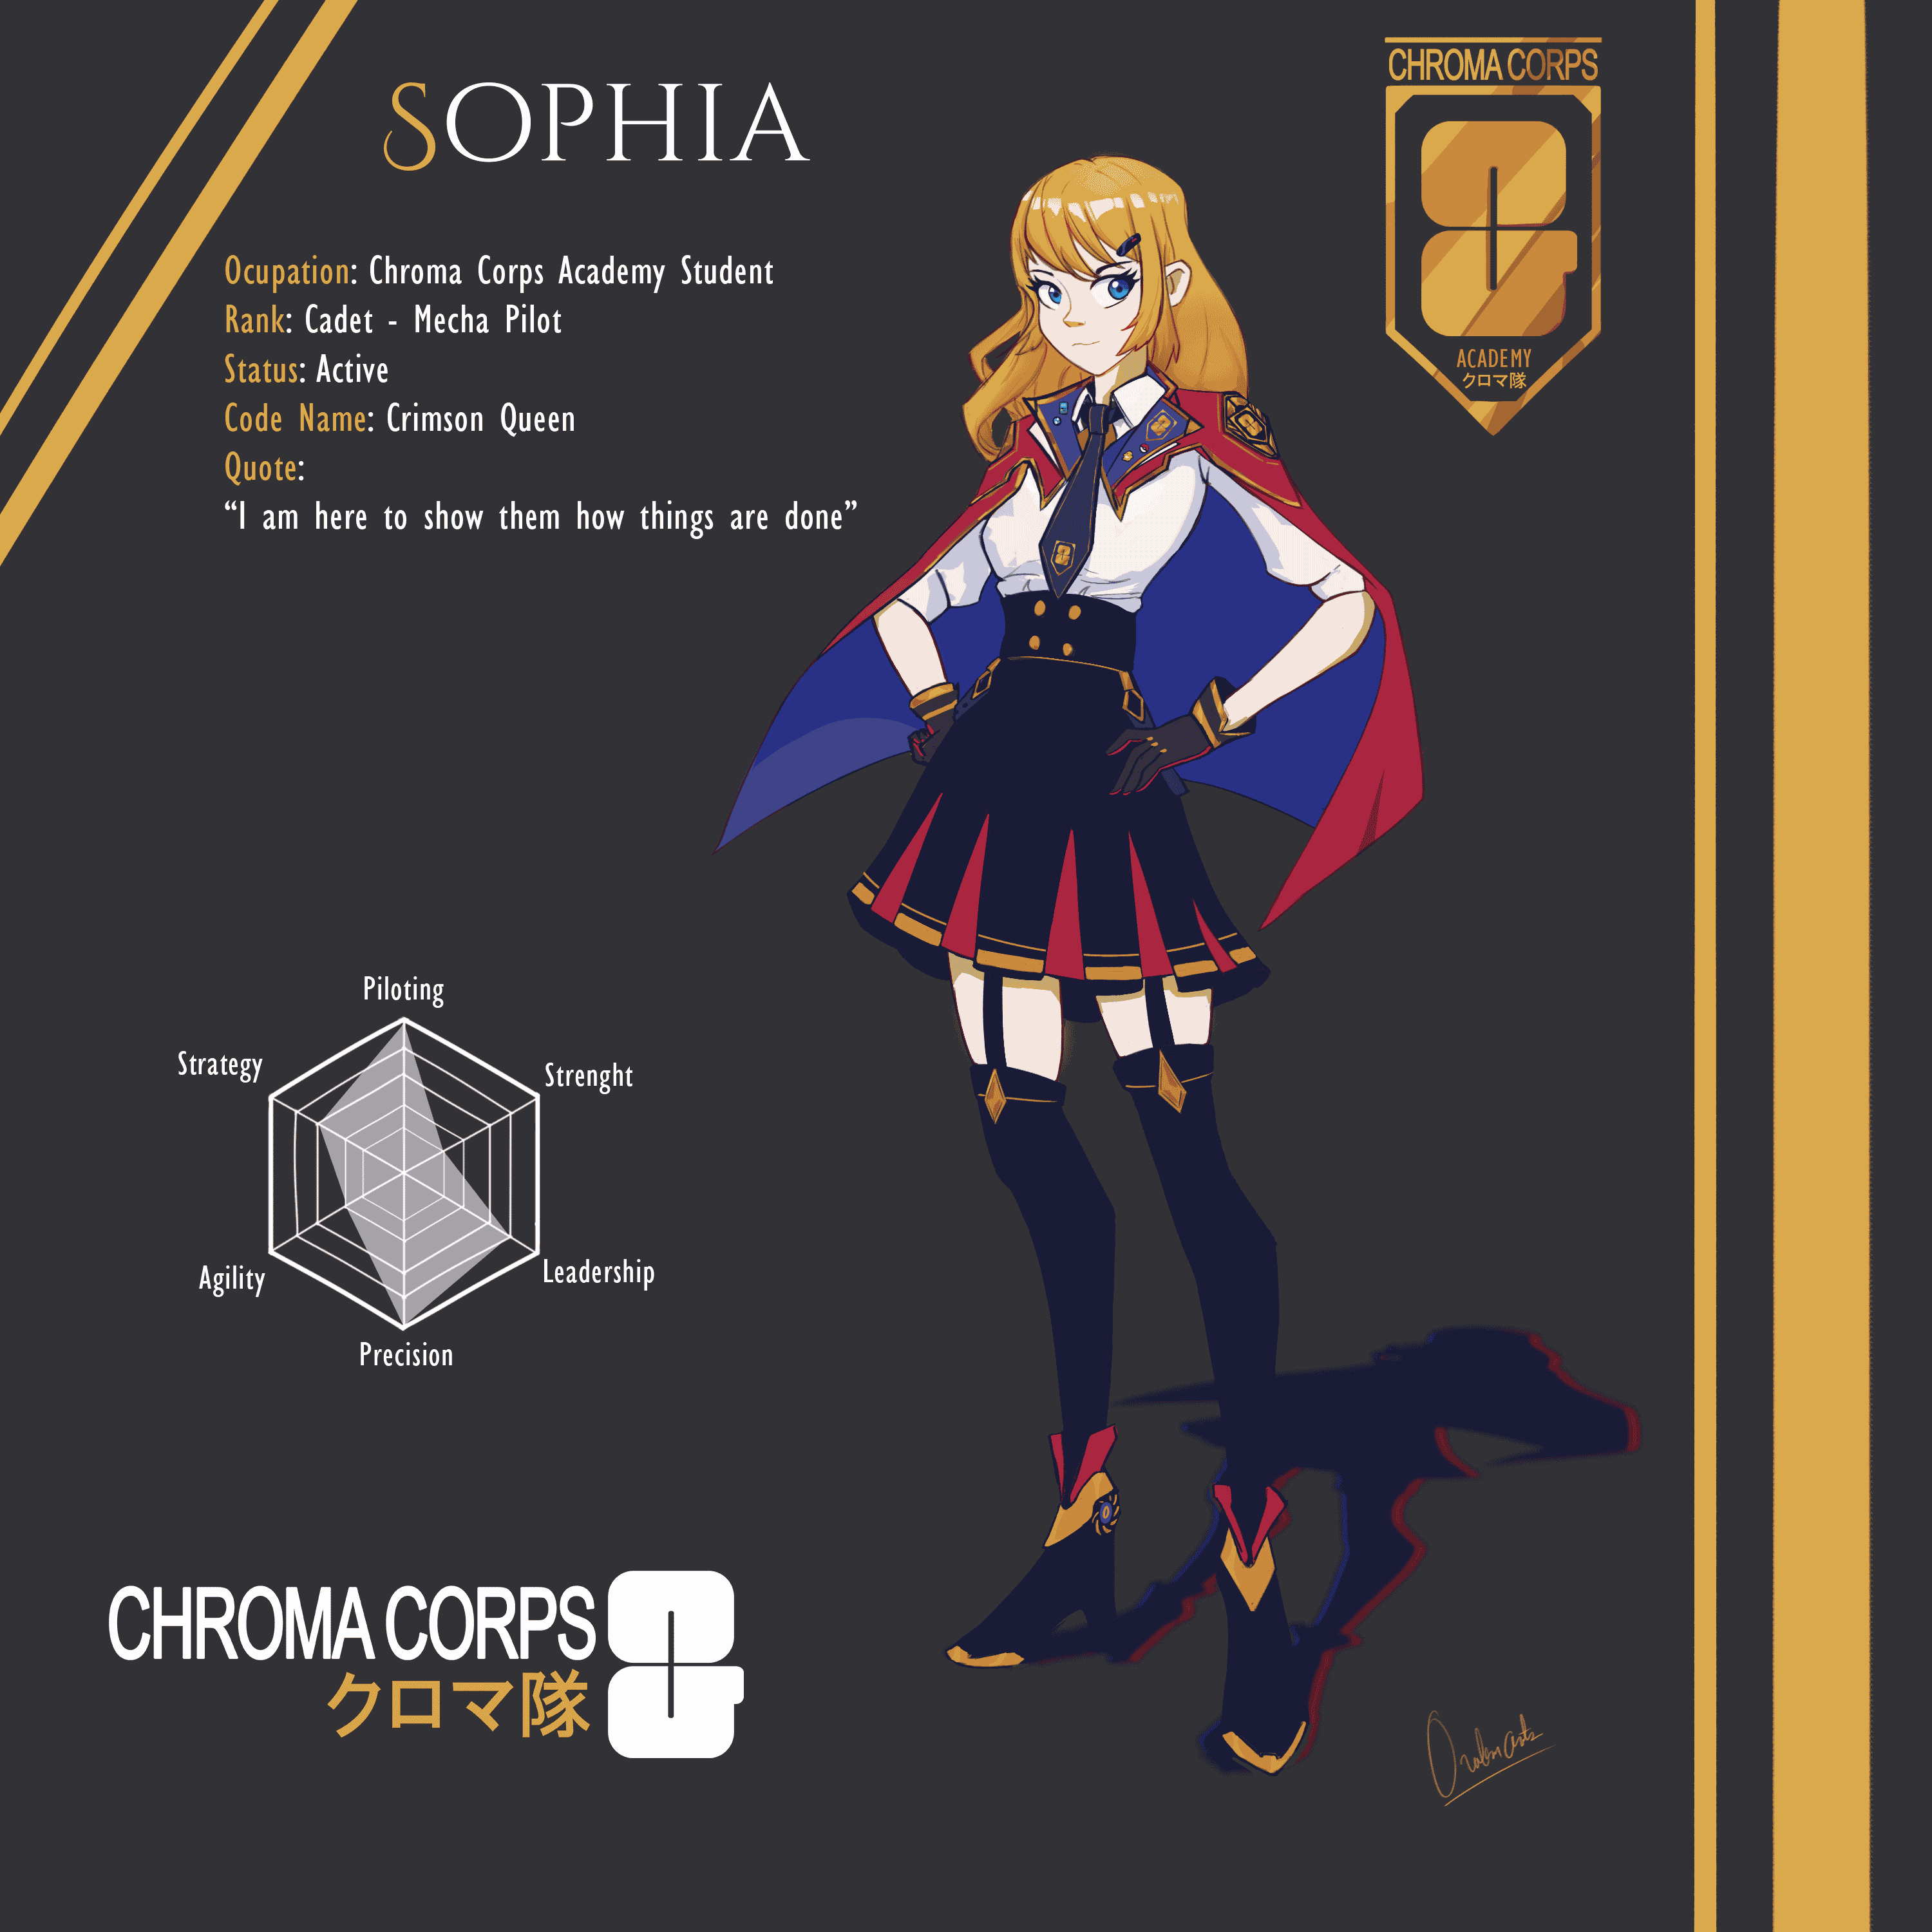 SOPHIA
Ocupation: Chroma Corps Academy Student
Rank: Cadet - Mecha Pilot
Status: Active
Code Name: Crimson Queen
Quote:
“I am here to show them how things are done”
CHROMA CORPS
ACADEMY
クロマ隊
Piloting
Strategy
Strenght
Agility
Leadership
Precision
CHROMA CORPS
クロマ隊